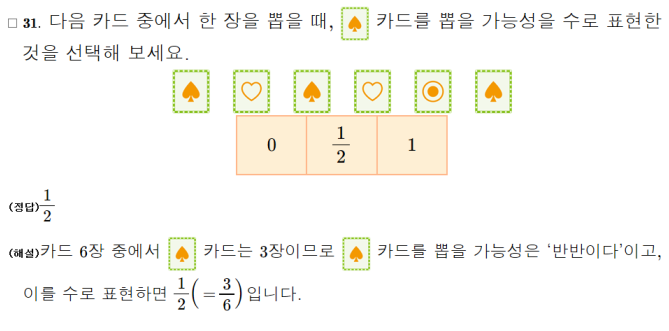 □ 31. 다음 카드 중에서 한 장을 뽑을 때, ♠ 카드를 뽑을 가능성을 수로 표현한
것을 선택해 보세요.
♠ ♡ ♠ ♡ ◉ ♠
0 1/2 1
(정답) 1/2
(해설) 카드 6장 중에서 ♠ 카드는 3장이므로 ♠ 카드를 뽑을 가능성은 ‘반반이다’이고,
이를 수로 표현하면 1/2 (= 3/6) 입니다.